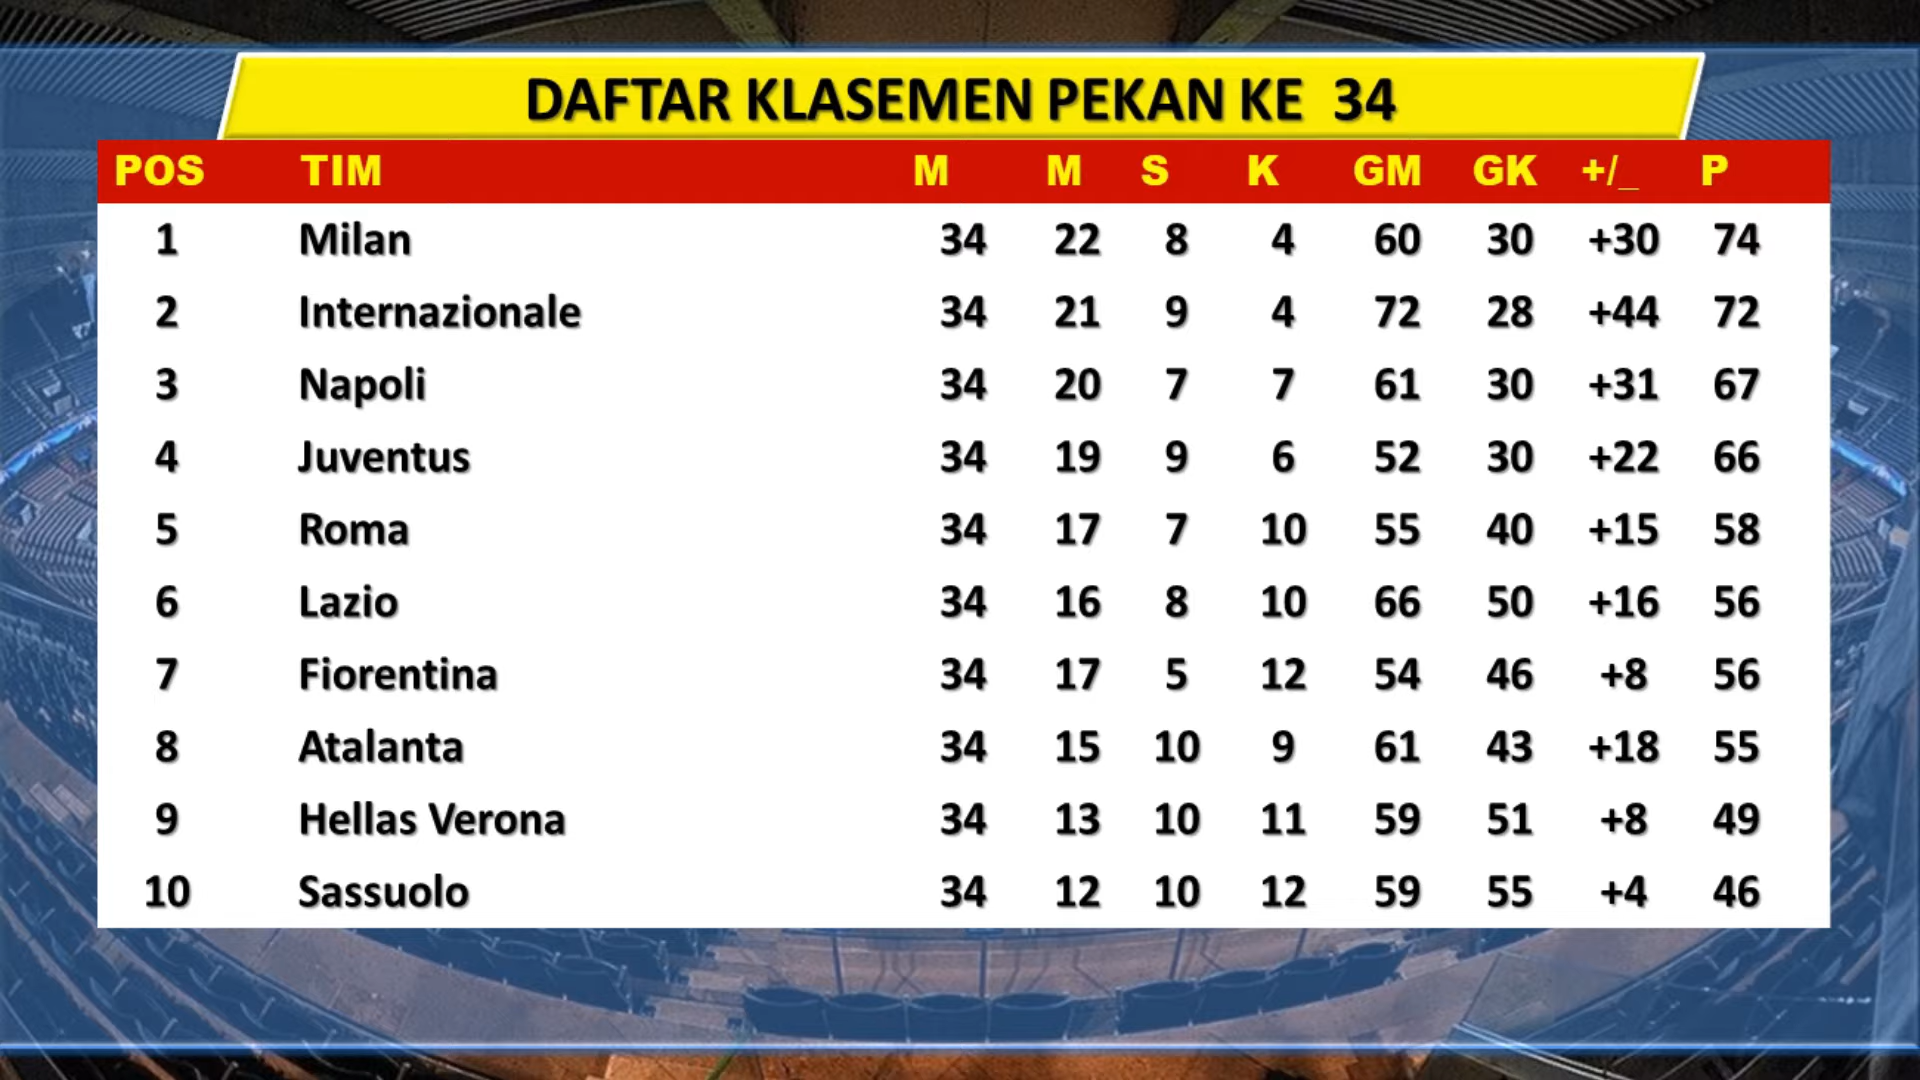 DAFTAR KLASEMEN PEKAN KE 34
POS TIM M M S K GM GK +/_ P
1 Milan 34 22 8 4 60 30 +30 74
2 Internazionale 34 21 9 4 72 28 +44 72
3 Napoli 34 20 7 7 61 30 +31 67
4 Juventus 34 19 9 6 52 30 +22 66
5 Roma 34 17 7 10 55 40 +15 58
6 Lazio 34 16 8 10 66 50 +16 56
7 Fiorentina 34 17 5 12 54 46 +8 56
8 Atalanta 34 15 10 9 61 43 +18 55
9 Hellas Verona 34 13 10 11 59 51 +8 49
10 Sassuolo 34 12 10 12 59 55 +4 46